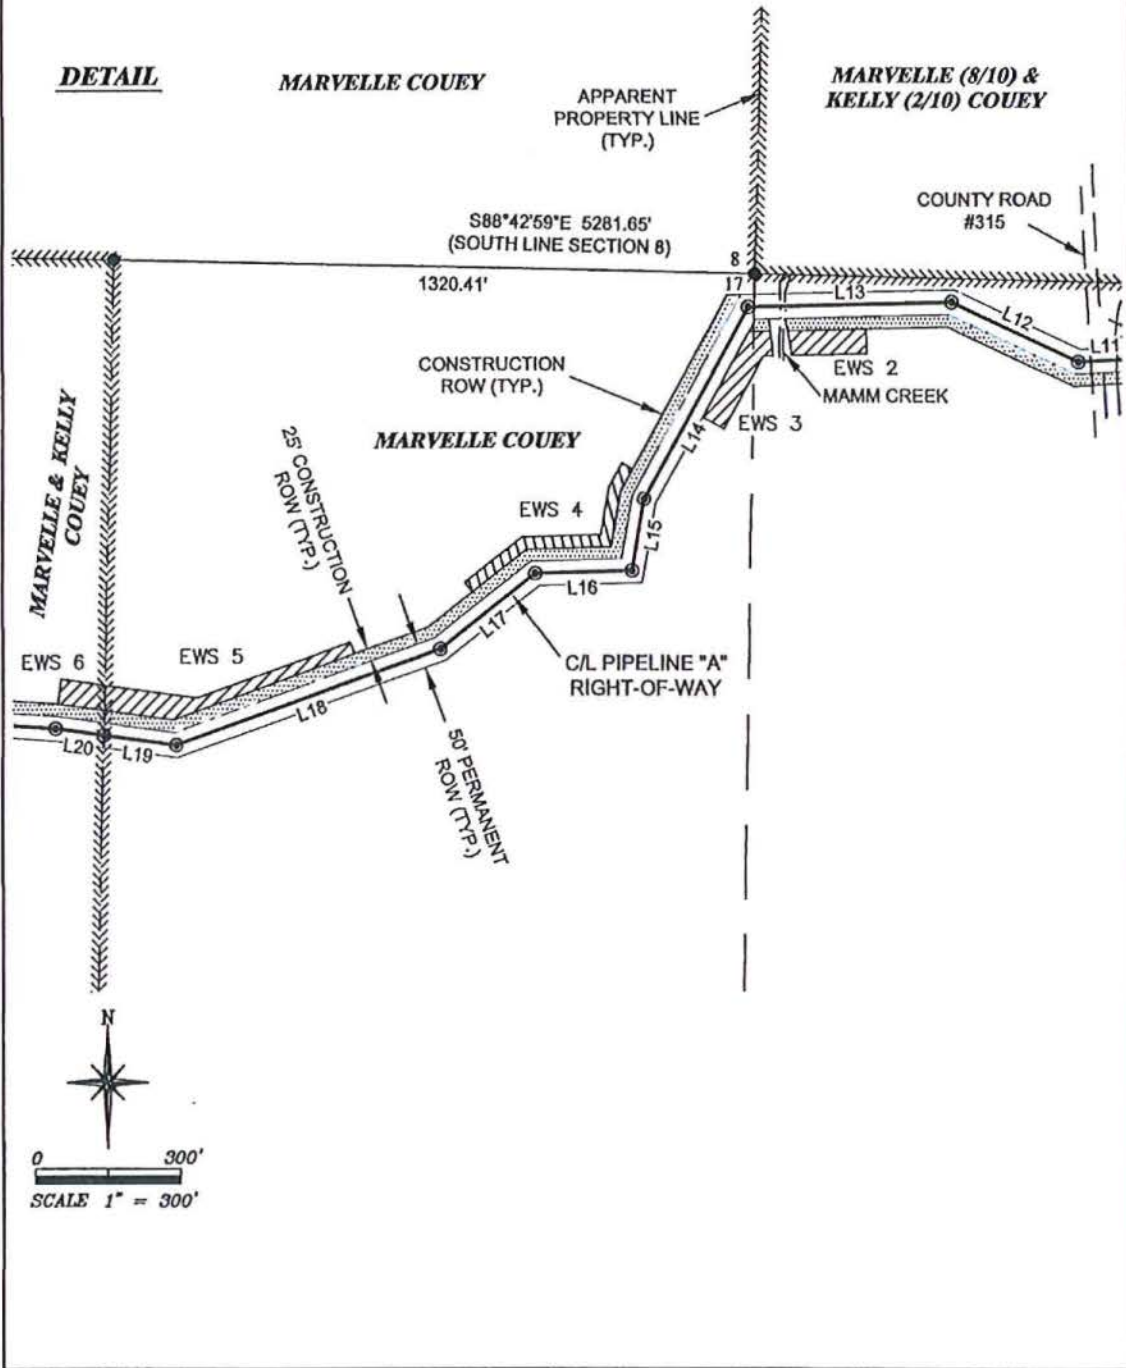 DETAIL
MARVELLE COUEY
MARVELLE (8/10) &
KELLY (2/10) COUEY
APPARENT
PROPERTY LINE
(TYP.)
COUNTY ROAD
#315
S88°42'59"E 5281.65'
(SOUTH LINE SECTION 8)
8
1320.41'
17
L13
L12
L11
CONSTRUCTION
ROW (TYP.)
EWS 2
MAMM CREEK
EWS 3
L14
MARVELLE COUEY
MARVELLE & KELLY
COUEY
25' CONSTRUCTION
ROW (TYP.)
EWS 4
L15
L16
L17
C/L PIPELINE "A"
RIGHT-OF-WAY
EWS 6
EWS 5
L18
L20
L19
50' PERMANENT
ROW (TYP.)
N
0 300'
SCALE 1" = 300'